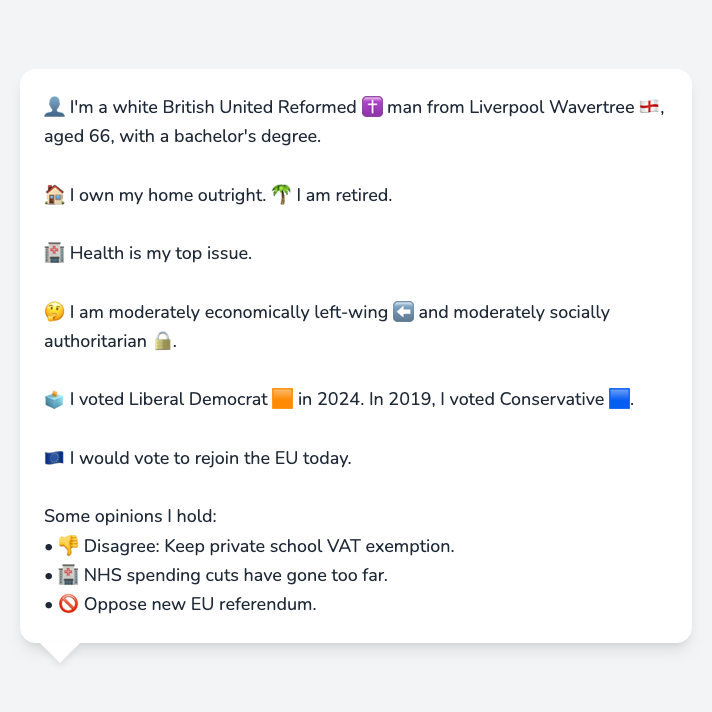 👤 I'm a white British United Reformed ✝️ man from Liverpool Wavertree 🏴󠁧󠁢󠁥󠁮󠁧󠁿,
aged 66, with a bachelor's degree.
🏠 I own my home outright. 🌴 I am retired.
🏥 Health is my top issue.
🤔 I am moderately economically left-wing ⬅️ and moderately socially
authoritarian 🔒.
🗳️ I voted Liberal Democrat 🟧 in 2024. In 2019, I voted Conservative 🟦.
🇪🇺 I would vote to rejoin the EU today.
Some opinions I hold:
• 👎 Disagree: Keep private school VAT exemption.
• 🏥 NHS spending cuts have gone too far.
• 🚫 Oppose new EU referendum.